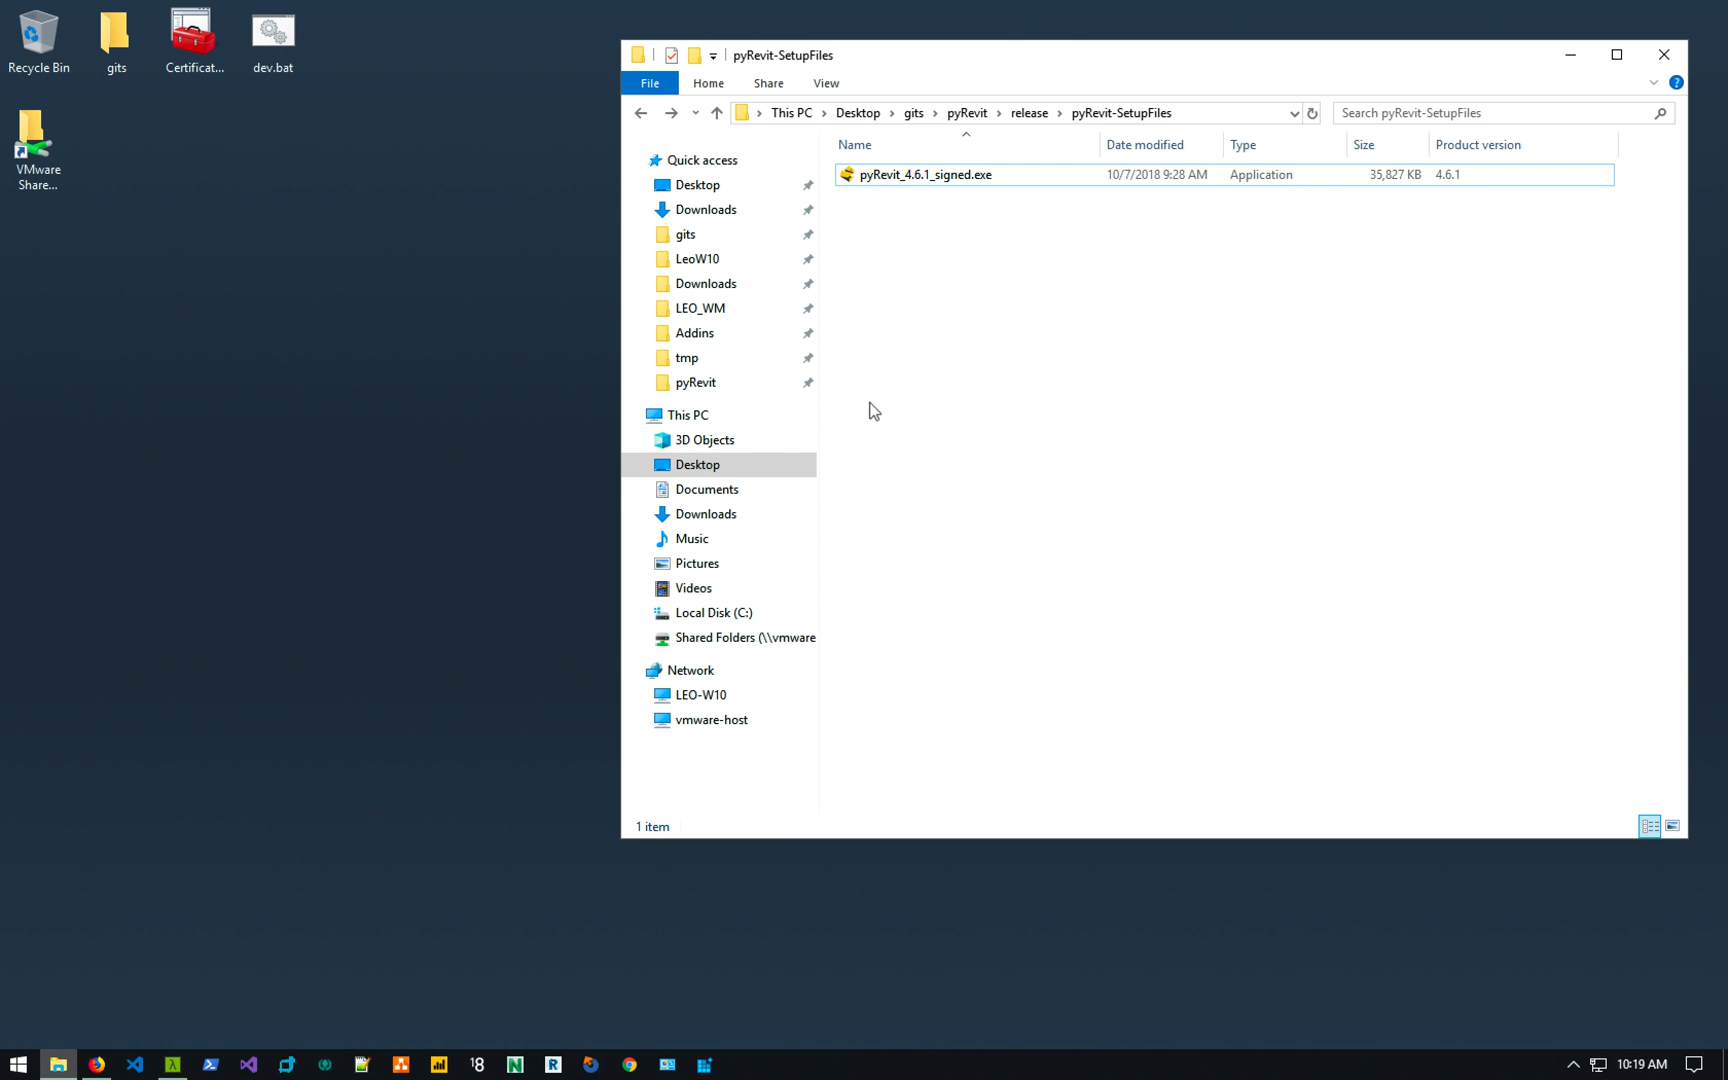 Recycle Bin
gits
Certificat...
dev.bat
VMware
Share...
pyRevit-SetupFiles
File Home Share View
?
This PC Desktop gits pyRevit release pyRevit-SetupFiles
Search pyRevit-SetupFiles
Name Date modified Type Size Product version
pyRevit_4.6.1_signed.exe 10/7/2018 9:28 AM Application 35,827 KB 4.6.1
Quick access
Desktop
Downloads
gits
LeoW10
Downloads
LEO_WM
Addins
tmp
pyRevit
This PC
3D Objects
Desktop
Documents
Downloads
Music
Pictures
Videos
Local Disk (C:)
Shared Folders (\\vmware
Network
LEO-W10
vmware-host
1 item
λ 18 N R 10:19 AM